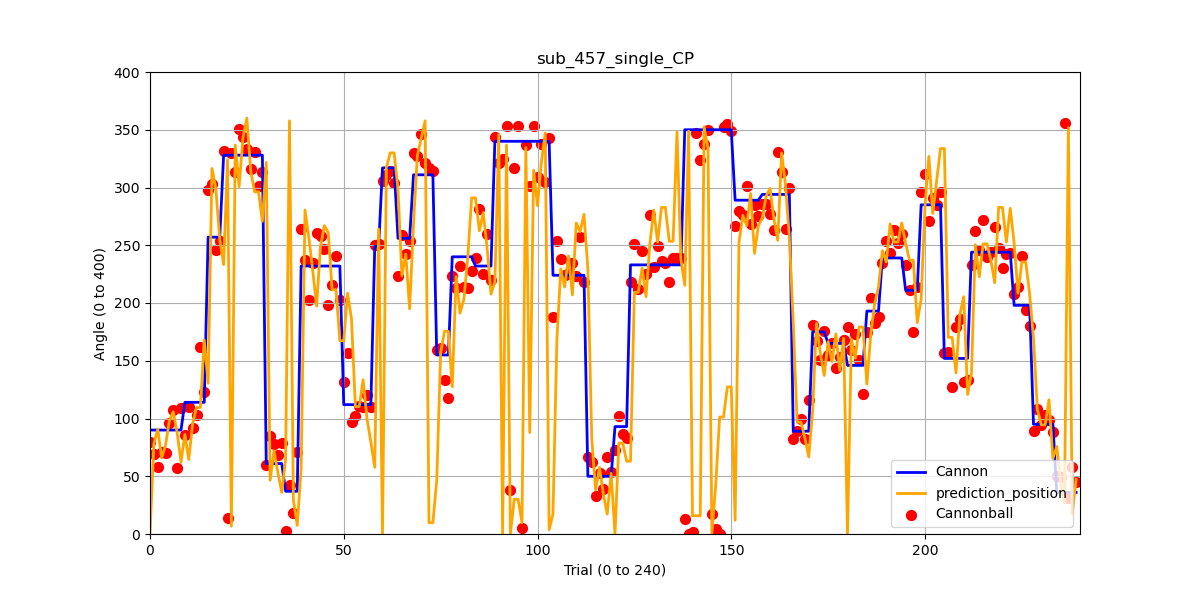 sub_457_single_CP
400
350
300
250
200
150
100
50
0
Angle (0 to 400)
0
50
100
150
200
Trial (0 to 240)
Cannon
prediction_position
Cannonball